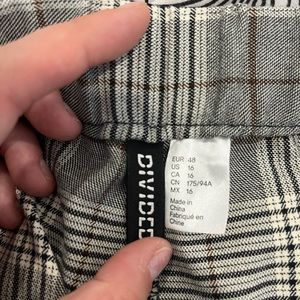 DIVIDED
EUR 48
US 16
CA 16
CN 175/94A
MX 16
Made in
China
Fabriqué en
Chine